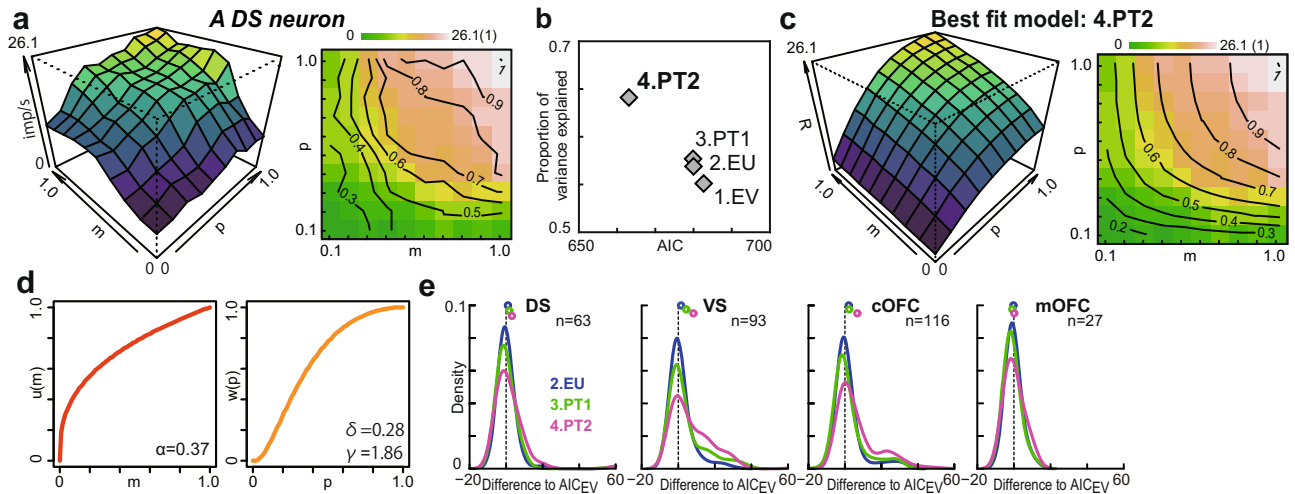 a
A DS neuron
26.1
imp/s
0
1.0
m
0
0
p
1.0
0
26.1(1)
1.0
p
0.1
0.1
m
1.0
0.3
0.4
0.6
0.8
0.9
1
0.7
0.5
b
0.7
Proportion of
variance explained
0.5
650
AIC
700
4.PT2
3.PT1
2.EU
1.EV
c
Best fit model: 4.PT2
26.1
R
0
1.0
m
0
0
p
1.0
0
26.1 (1)
1.0
p
0.1
0.1
m
1.0
0.9
0.8
0.6
0.7
0.5
0.4
0.3
0.2
1
d
1.0
u(m)
0
0
m
1.0
α=0.37
1.0
w(p)
0
0
p
1.0
δ=0.28
γ=1.86
e
DS
n=63
0.1
Density
0
2.EU
3.PT1
4.PT2
−20
Difference to AICEV
60
VS
n=93
−20
Difference to AICEV
60
cOFC
n=116
−20
Difference to AICEV
60
mOFC
n=27
−20
Difference to AICEV
60